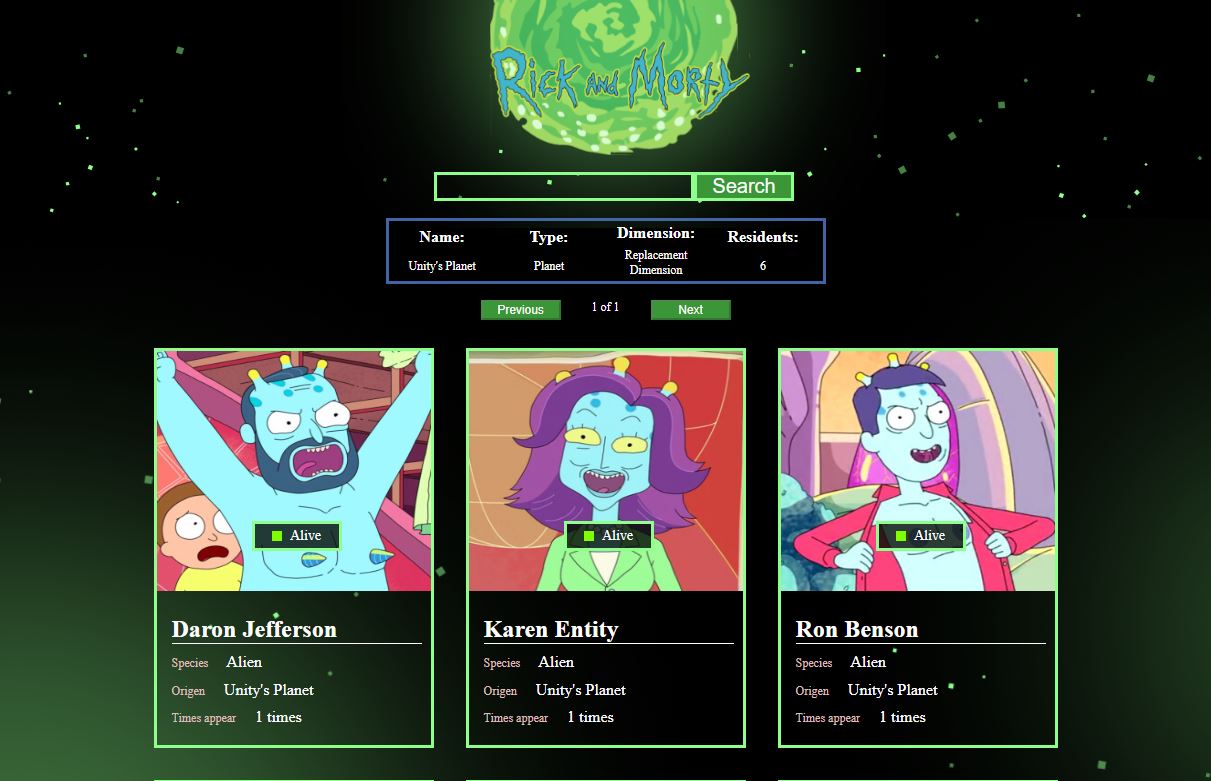 RICK AND MORTY
Search
Name: Type: Dimension: Residents:
Unity's Planet Planet Replacement Dimension 6
Previous 1 of 1 Next
Alive Alive Alive
Daron Jefferson
Species Alien
Origen Unity's Planet
Times appear 1 times
Karen Entity
Species Alien
Origen Unity's Planet
Times appear 1 times
Ron Benson
Species Alien
Origen Unity's Planet
Times appear 1 times